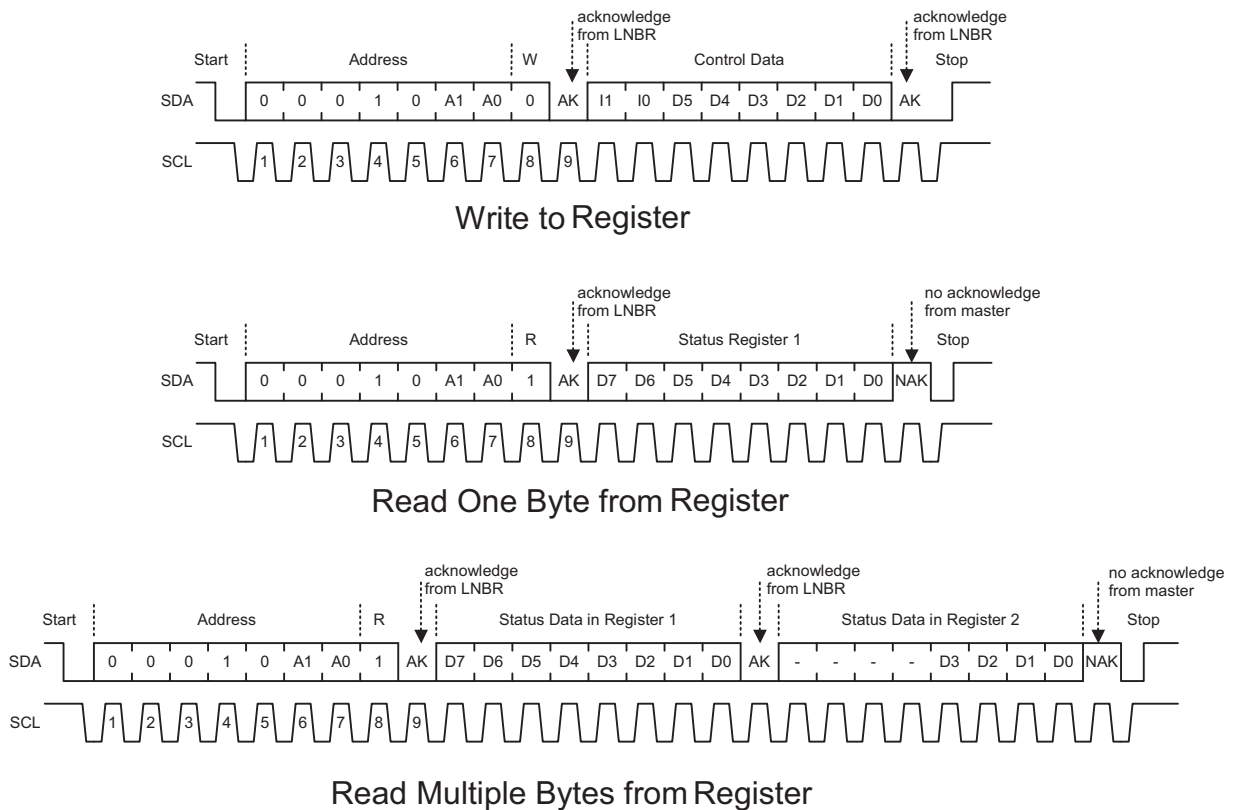 acknowledge
from LNBR
acknowledge
from LNBR
Start Address W Control Data Stop
SDA 0 0 0 1 0 A1 A0 0 AK I1 I0 D5 D4 D3 D2 D1 D0 AK
SCL 1 2 3 4 5 6 7 8 9
Write to Register
acknowledge
from LNBR
no acknowledge
from master
Start Address R Status Register 1 Stop
SDA 0 0 0 1 0 A1 A0 1 AK D7 D6 D5 D4 D3 D2 D1 D0 NAK
SCL 1 2 3 4 5 6 7 8 9
Read One Byte from Register
acknowledge
from LNBR
acknowledge
from LNBR
no acknowledge
from master
Start Address R Status Data in Register 1 Status Data in Register 2 Stop
SDA 0 0 0 1 0 A1 A0 1 AK D7 D6 D5 D4 D3 D2 D1 D0 AK - - - - D3 D2 D1 D0 NAK
SCL 1 2 3 4 5 6 7 8 9
Read Multiple Bytes from Register